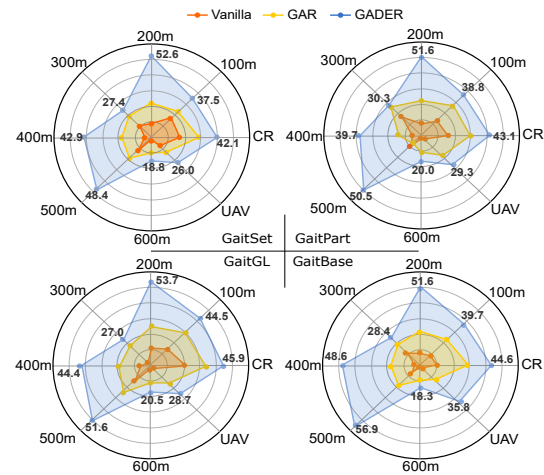 Vanilla GAR GADER
200m 200m
52.6 51.6
300m 100m 300m 100m
27.4 37.5 30.3 38.8
400m 42.9 42.1 CR 400m 39.7 43.1 CR
18.8 26.0 20.0 29.3
48.4 50.5
500m UAV 500m UAV
600m 600m
GaitSet GaitPart
GaitGL GaitBase
200m 200m
53.7 51.6
300m 100m 300m 100m
27.0 44.5 28.4 39.7
400m 44.4 45.9 CR 400m 48.6 44.6 CR
20.5 28.7 18.3 35.8
51.6 56.9
500m UAV 500m UAV
600m 600m